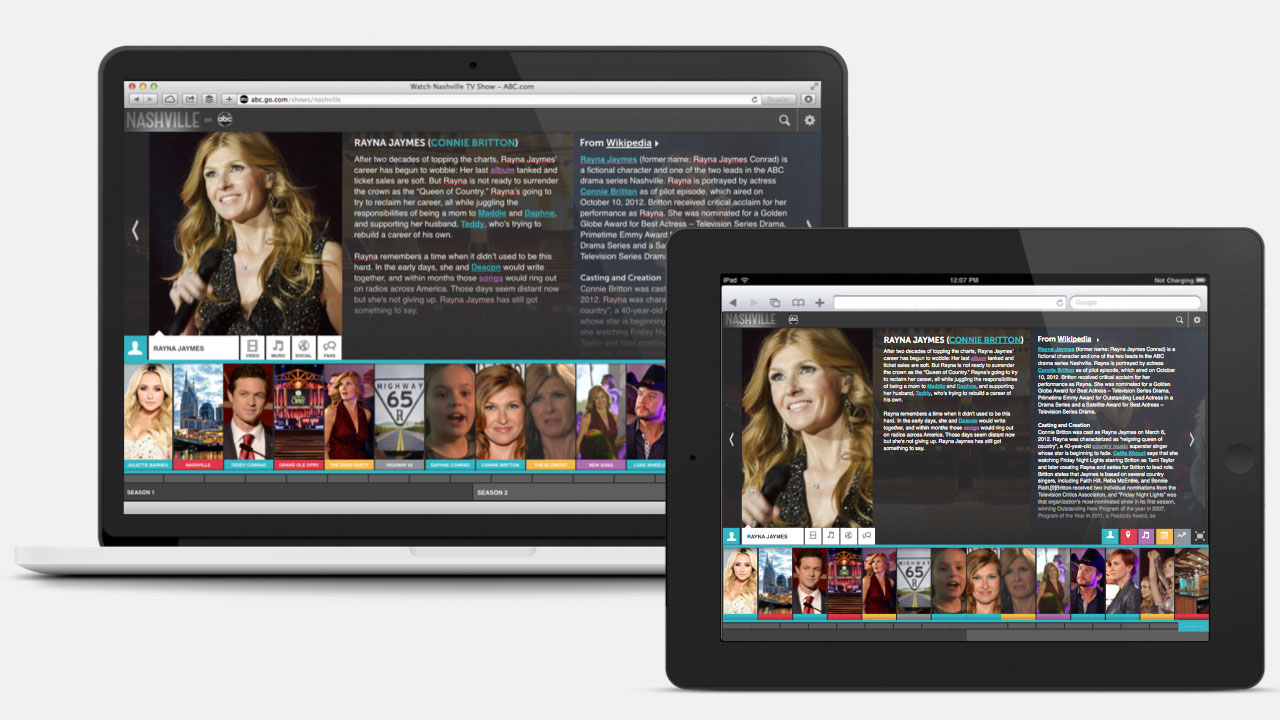 Watch Nashville TV Show – ABC.com
abc.go.com/shows/nashville
Reader
NASHVILLE on abc
RAYNA JAYMES (CONNIE BRITTON)
After two decades of topping the charts, Rayna Jaymes'
career has begun to wobble: Her last album tanked and
ticket sales are soft. But Rayna is not ready to surrender
the crown as the "Queen of Country." Rayna's going to
try to reclaim her career, all while juggling the
responsibilities of being a mom to Maddie and Daphne,
and supporting her husband, Teddy, who's trying to
rebuild a career of his own.
Rayna remembers a time when it didn't used to be this
hard. In the early days, she and Deacon would write
together, and within months those songs would ring out
on radios across America. Those days seem distant now
but she's not giving up. Rayna Jaymes has still got
something to say.
From Wikipedia
Rayna Jaymes (former name: Rayna Jaymes Conrad) is
a fictional character and one of the two leads in the ABC
drama series Nashville. Rayna is portrayed by actress
Connie Britton as of pilot episode, which aired on
October 10, 2012. Britton received critical acclaim for her
performance as Rayna. She was nominated for a Golden
Globe Award for Best Actress – Television Series Drama,
Primetime Emmy Award
Drama Series and a Sa
Television Series Drama
Casting and Creation
Connie Britton was cast
2012. Rayna was chara
country", a 40-year-old
whose star is beginning
she watching Friday Nig
Taylor and later creating
RAYNA JAYMES
VIDEO
MUSIC
SOCIAL
FANS
HIGHWAY
65
R
JULIETTE BARNES
NASHVILLE
TEDDY CONRAD
GRAND OLE OPRY
THE DROP PARTY
HIGHWAY 65
DAPHNE CONRAD
CONNIE BRITTON
THE BLOWOUT
NEW SONG
LUKE WHEELE
SEASON 1
SEASON 2
iPad
12:07 PM
Not Charging
Google
NASHVILLE
abc
RAYNA JAYMES (CONNIE BRITTON)
After two decades of topping the charts, Rayna Jaymes'
career has begun to wobble: Her last album tanked and
ticket sales are soft. But Rayna is not ready to surrender
the crown as the "Queen of Country." Rayna's going to try
to reclaim her career, all while juggling the responsibilities
of being a mom to Maddie and Daphne, and supporting
her husband, Teddy, who's trying to rebuild a career of
his own.
Rayna remembers a time when it didn't used to be this
hard. In the early days, she and Deacon would write
together, and within months those songs would ring out
on radios across America. Those days seem distant now
but she's not giving up. Rayna Jaymes has still got
something to say.
From Wikipedia
Rayna Jaymes (former name: Rayna Jaymes Conrad) is a
fictional character and one of the two leads in the ABC
drama series Nashville. Rayna is portrayed by actress
Connie Britton as of pilot episode, which aired on October
10, 2012. Britton received critical acclaim for her
performance as Rayna. She was nominated for a Golden
Globe Award for Best Actress – Television Series Drama,
Primetime Emmy Award for Outstanding Lead Actress in a
Drama Series and a Satellite Award for Best Actress –
Television Series Drama.
Casting and Creation
Connie Britton was cast as Rayna Jaymes on March 6,
2012. Rayna was characterized as "reigning queen of
country", a 40-year-old country music superstar singer
whose star is beginning to fade. Callie Khouri says that she
watching Friday Night Lights starring Britton as Tami Taylor
and later creating Rayna and sades for Britton to lead role.
Britton states that Jaymes is based on several country
singers, including Faith Hill, Reba McEntire, and Bonnie
Raitt.[9]Britton received two individual nominations from the
Television Critics Association, and "Friday Night Lights" was
that organization's most-nominated show in its first season,
winning Outstanding New Program of the year in 2007,
Program of the Year in 2011, a Peabody Award, as
RAYNA JAYMES
HIGHWAY
65